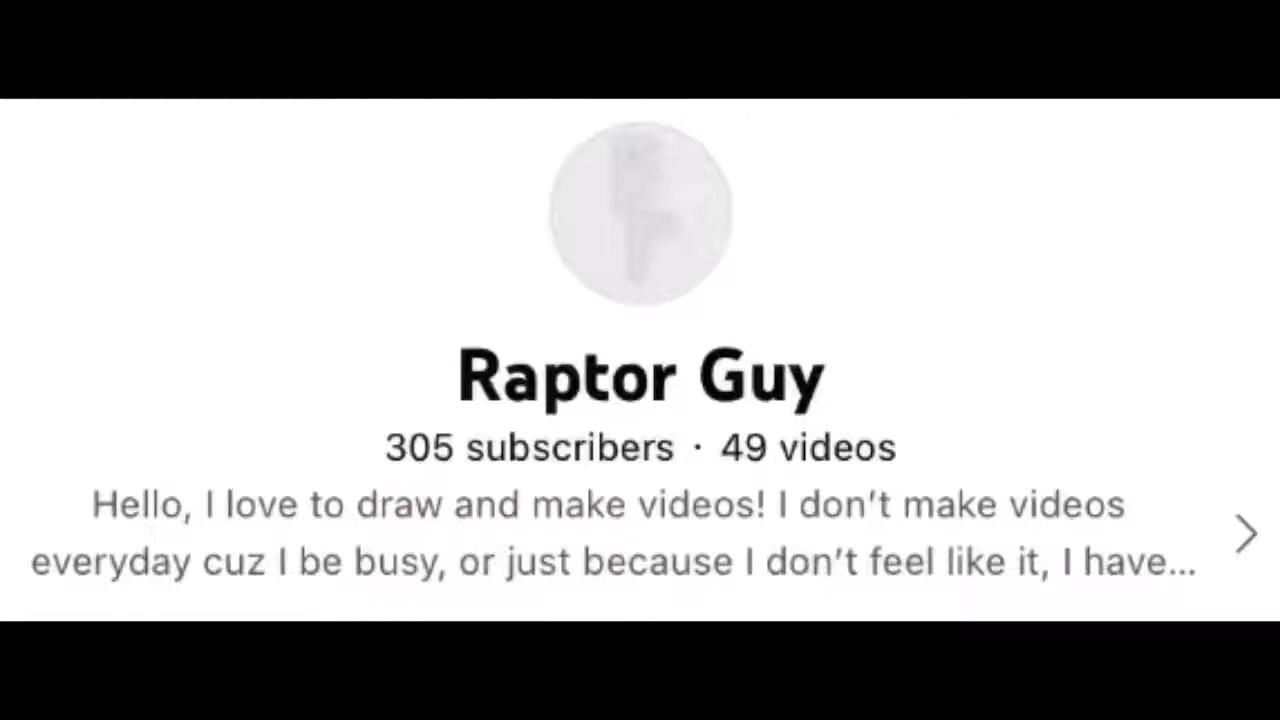 Raptor Guy
305 subscribers · 49 videos
Hello, I love to draw and make videos! I don’t make videos
everyday cuz I be busy, or just because I don’t feel like it, I have...